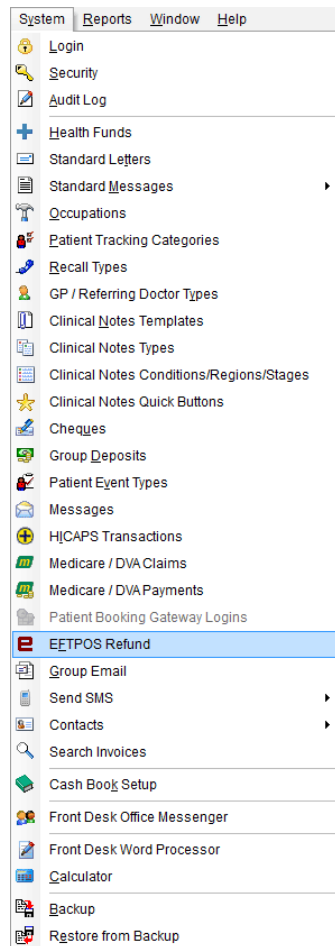 System Reports Window Help
Login
Security
Audit Log
Health Funds
Standard Letters
Standard Messages
Occupations
Patient Tracking Categories
Recall Types
GP / Referring Doctor Types
Clinical Notes Templates
Clinical Notes Types
Clinical Notes Conditions/Regions/Stages
Clinical Notes Quick Buttons
Cheques
Group Deposits
Patient Event Types
Messages
HICAPS Transactions
Medicare / DVA Claims
Medicare / DVA Payments
Patient Booking Gateway Logins
EFTPOS Refund
Group Email
Send SMS
Contacts
Search Invoices
Cash Book Setup
Front Desk Office Messenger
Front Desk Word Processor
Calculator
Backup
Restore from Backup